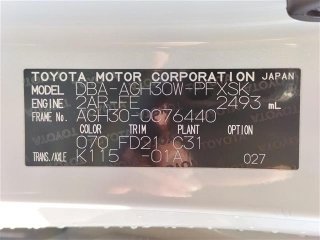 TOYOTA MOTOR CORPORATION JAPAN
MODEL DBA-AGH30W-PFXSK
ENGINE 2AR-FE 2493 mL
FRAME No. AGH30-0076440
COLOR TRIM PLANT OPTION
070 FD21 C31
TRANS./AXLE K115 -01A 027